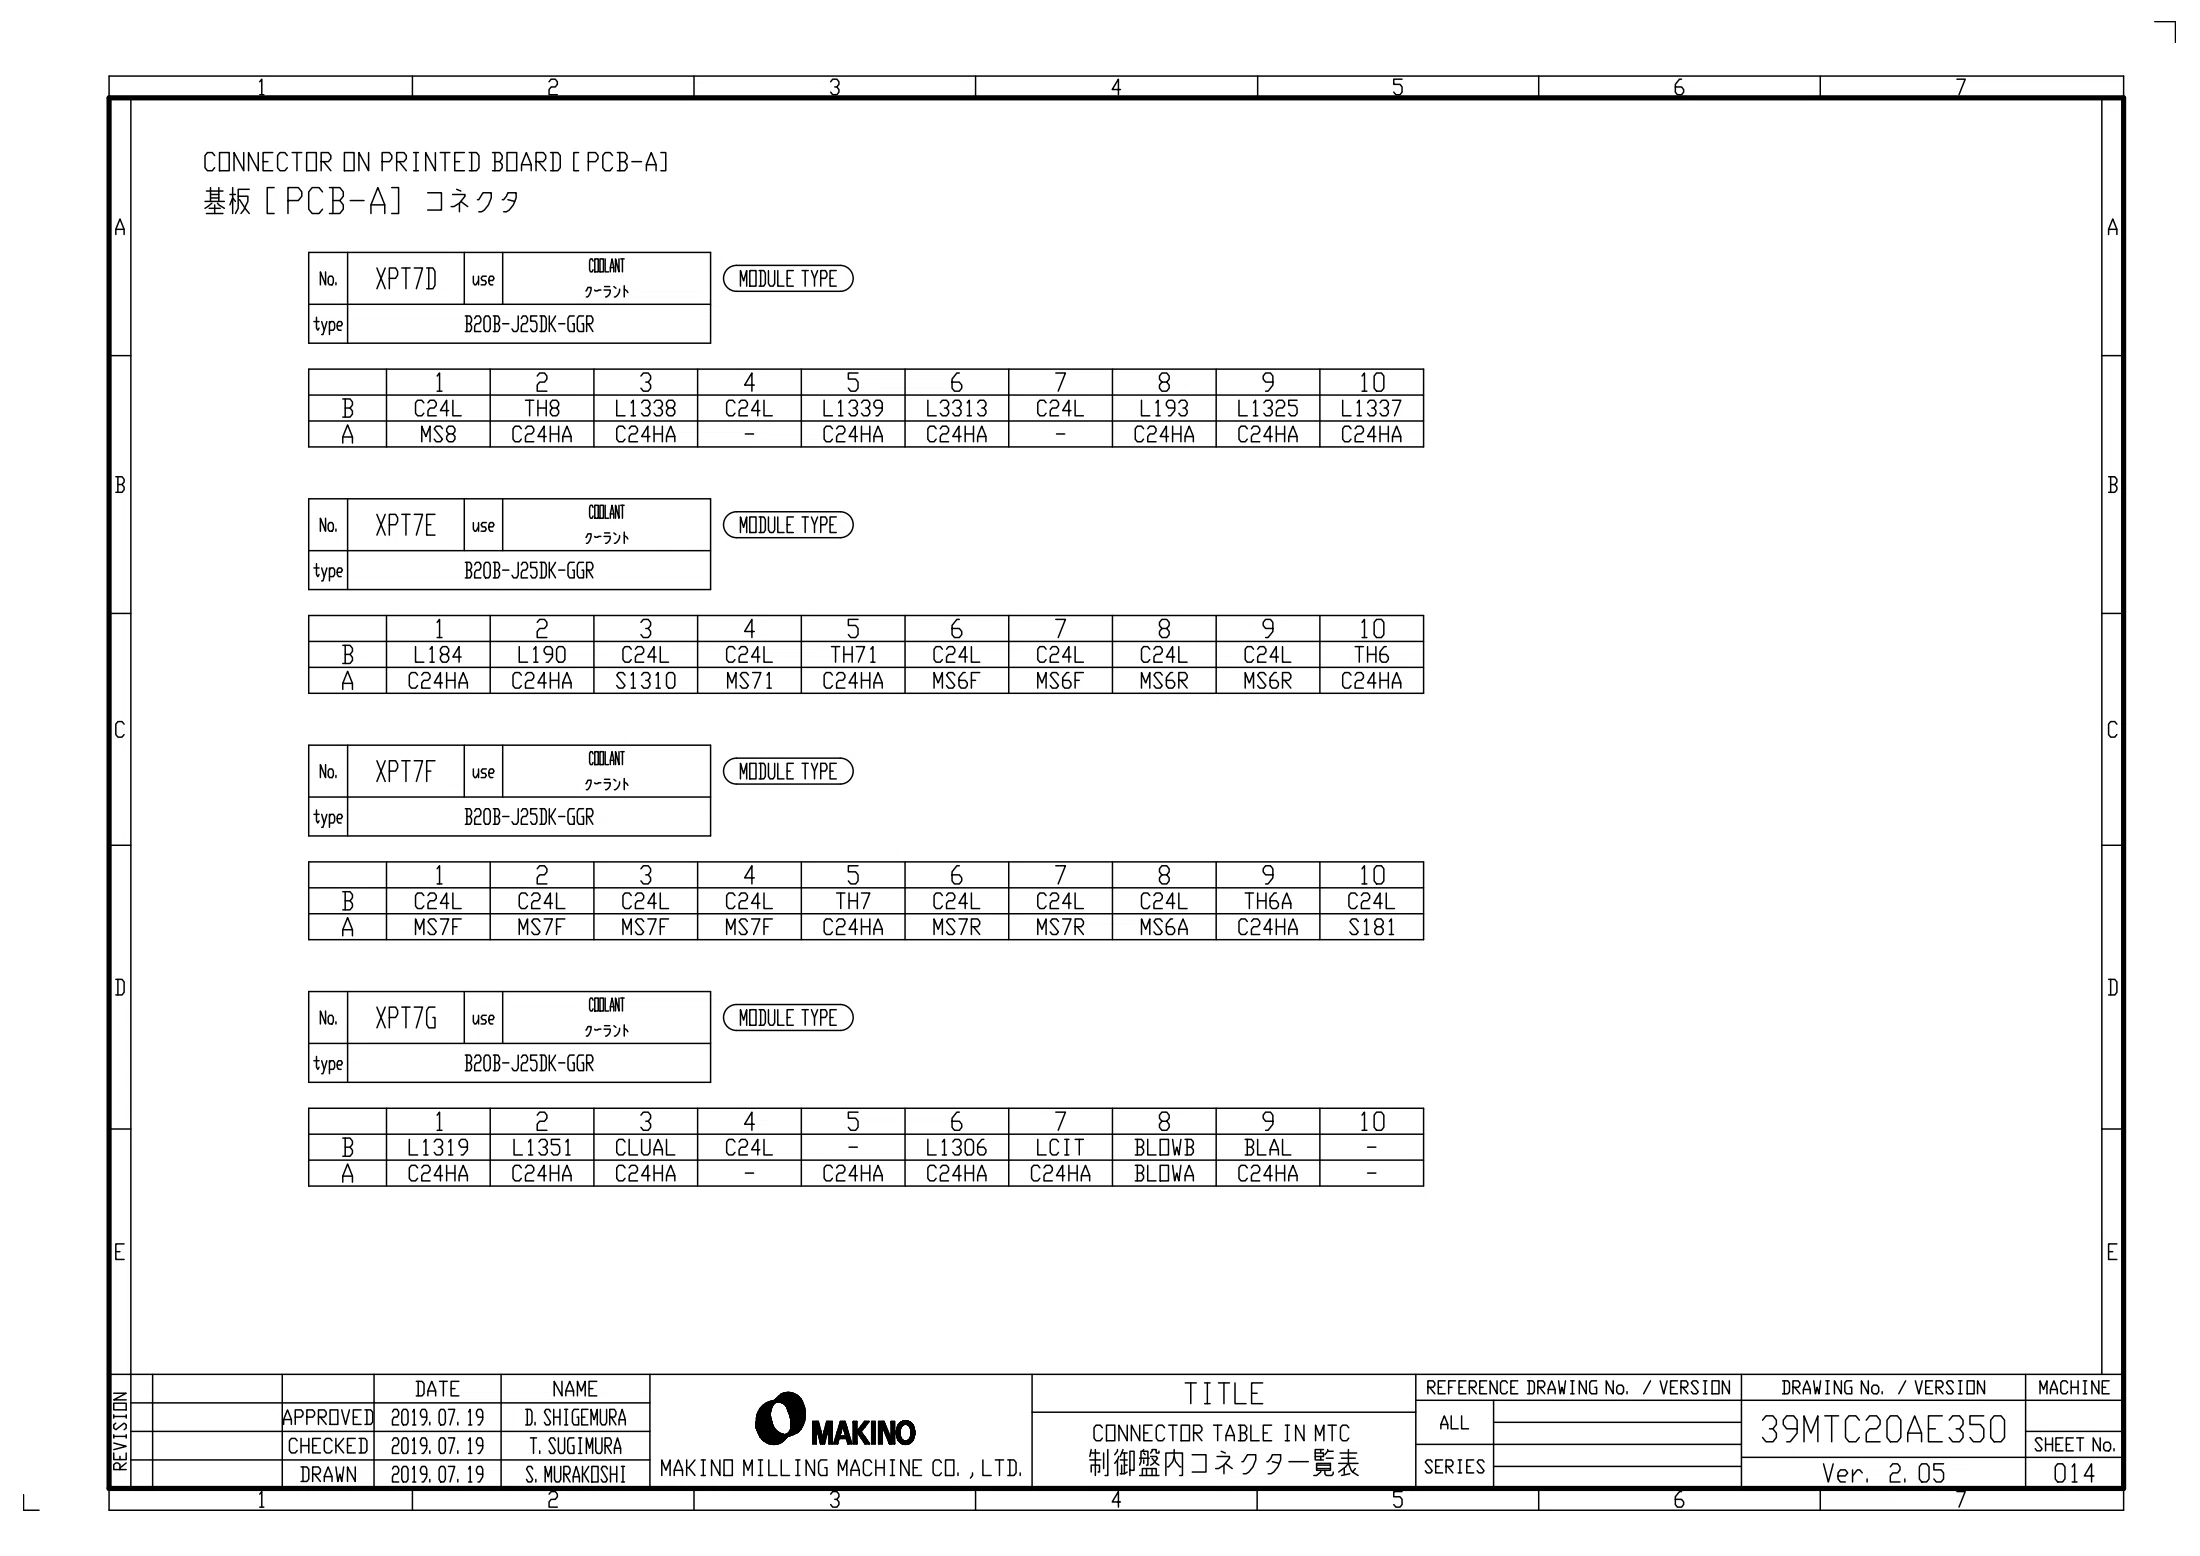 1 2 3 4 5 6 7
CONNECTOR ON PRINTED BOARD [PCB-A]
基板 [PCB-A] コネクタ
A A
No. XPT7D use COOLANT
クーラント
MODULE TYPE
type B20B-J25DK-GGR
1 2 3 4 5 6 7 8 9 10
B C24L TH8 L1338 C24L L1339 L3313 C24L L193 L1325 L1337
A MS8 C24HA C24HA - C24HA C24HA - C24HA C24HA C24HA
B B
No. XPT7E use COOLANT
クーラント
MODULE TYPE
type B20B-J25DK-GGR
1 2 3 4 5 6 7 8 9 10
B L184 L190 C24L C24L TH71 C24L C24L C24L C24L TH6
A C24HA C24HA S1310 MS71 C24HA MS6F MS6F MS6R MS6R C24HA
C C
No. XPT7F use COOLANT
クーラント
MODULE TYPE
type B20B-J25DK-GGR
1 2 3 4 5 6 7 8 9 10
B C24L C24L C24L C24L TH7 C24L C24L C24L TH6A C24L
A MS7F MS7F MS7F MS7F C24HA MS7R MS7R MS6A C24HA S181
D D
No. XPT7G use COOLANT
クーラント
MODULE TYPE
type B20B-J25DK-GGR
1 2 3 4 5 6 7 8 9 10
B L1319 L1351 CLUAL C24L - L1306 LCIT BLOWB BLAL -
A C24HA C24HA C24HA - C24HA C24HA C24HA BLOWA C24HA -
E E
REVISION
DATE NAME
APPROVED 2019.07.19 D. SHIGEMURA
CHECKED 2019.07.19 T. SUGIMURA
DRAWN 2019.07.19 S. MURAKOSHI
MAKINO
MAKINO MILLING MACHINE CO.,LTD.
TITLE
CONNECTOR TABLE IN MTC
制御盤内コネクタ一覧表
REFERENCE DRAWING No. / VERSION
ALL
SERIES
DRAWING No. / VERSION
39MTC20AE350
Ver. 2.05
MACHINE
SHEET No.
014
1 2 3 4 5 6 7